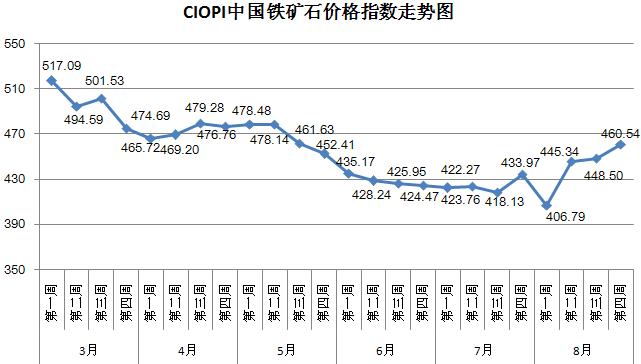 CIOPI中国铁矿石价格指数走势图
550
510
470
430
390
350
517.09
494.59
501.53
474.69
465.72
469.20
479.28
476.76
478.48
478.14
461.63
452.41
435.17
428.24
425.95
424.47
422.27
423.76
418.13
433.97
406.79
445.34
448.50
460.54
第一周
第二周
第三周
第四周
第一周
第二周
第三周
第四周
第一周
第二周
第三周
第四周
第一周
第二周
第三周
第四周
第一周
第二周
第三周
第四周
第一周
第二周
第三周
第四周
3月
4月
5月
6月
7月
8月